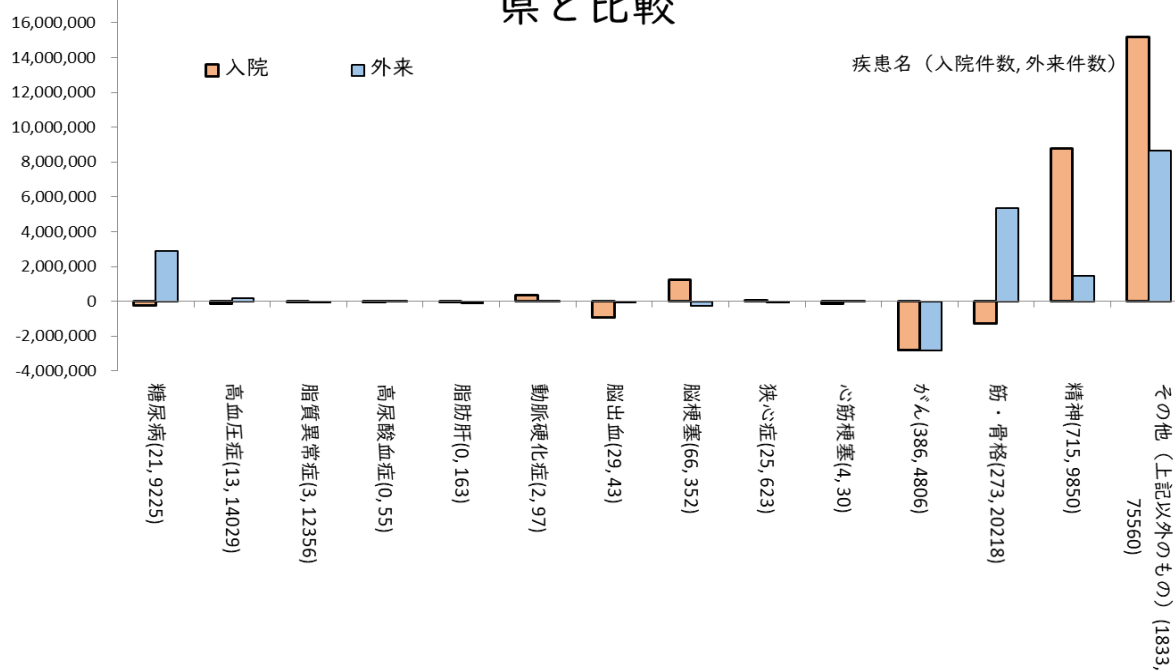 県と比較
16,000,000
14,000,000
12,000,000
10,000,000
8,000,000
6,000,000
4,000,000
2,000,000
0
-2,000,000
-4,000,000
入院
外来
疾患名（入院件数, 外来件数）
糖尿病(21, 9225)
高血圧症(13, 14029)
脂質異常症(3, 12356)
高尿酸血症(0, 55)
脂肪肝(0, 163)
動脈硬化症(2, 97)
脳出血(29, 43)
脳梗塞(66, 352)
狭心症(25, 623)
心筋梗塞(4, 30)
がん(386, 4806)
筋・骨格(273, 20218)
精神(715, 9850)
その他（上記以外のもの）(1833,
75560)